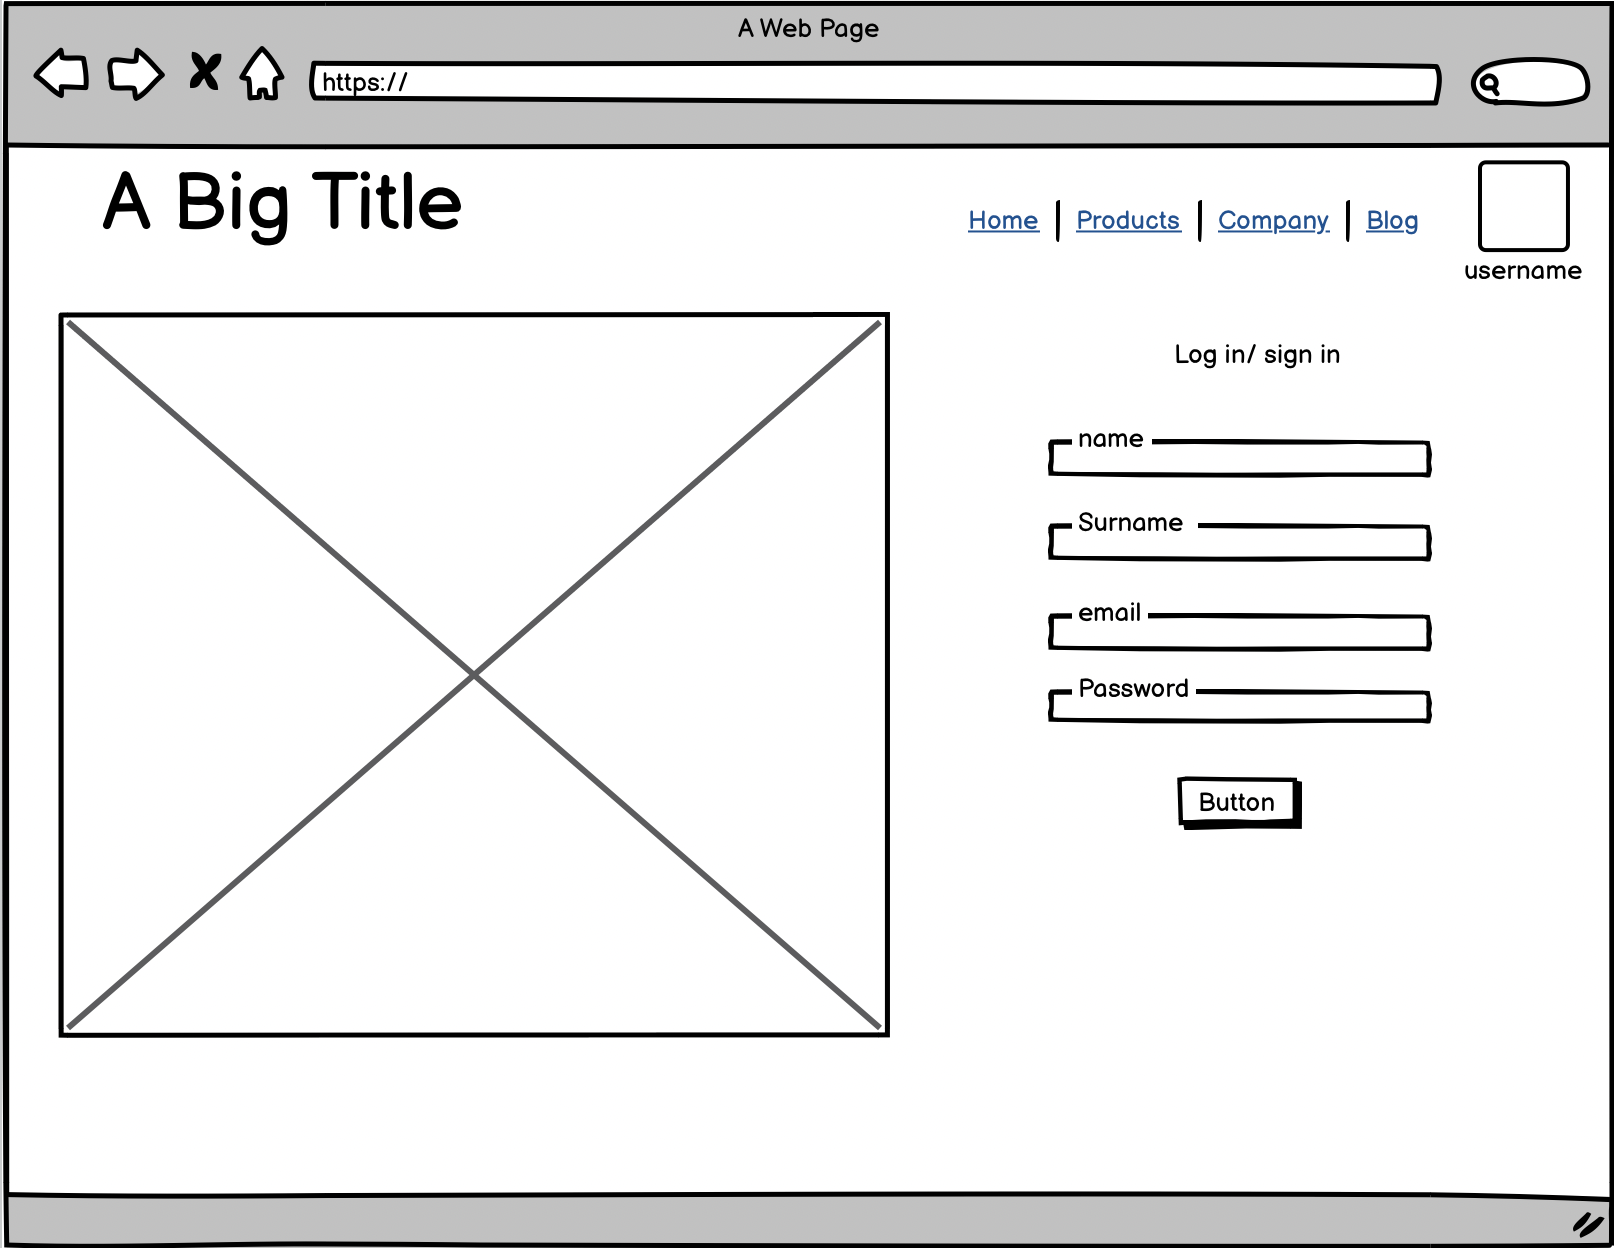 A Web Page
https://
A Big Title
Home
Products
Company
Blog
username
Log in/ sign in
name
Surname
email
Password
Button